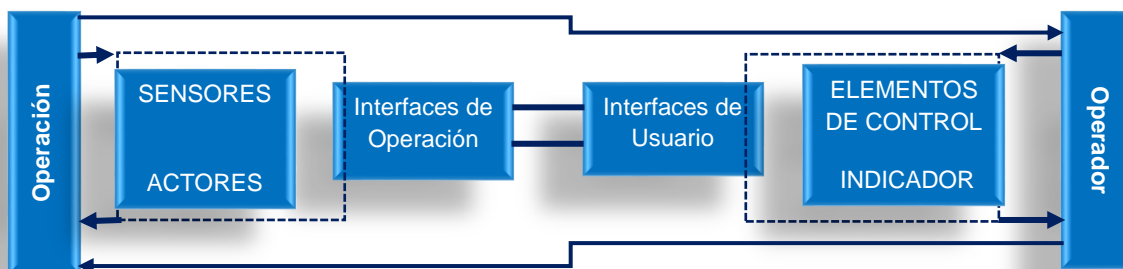 Operación
SENSORES
ACTORES
Interfaces de
Operación
Interfaces de
Usuario
ELEMENTOS
DE CONTROL
INDICADOR
Operador